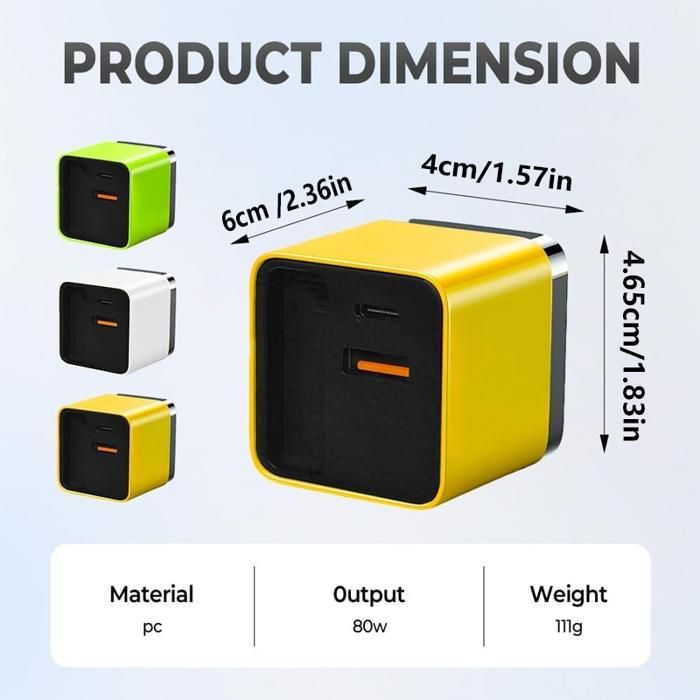 PRODUCT DIMENSION
6cm /2.36in
4cm/1.57in
4.65cm/1.83in
Material
pc
0utput
80w
Weight
111g